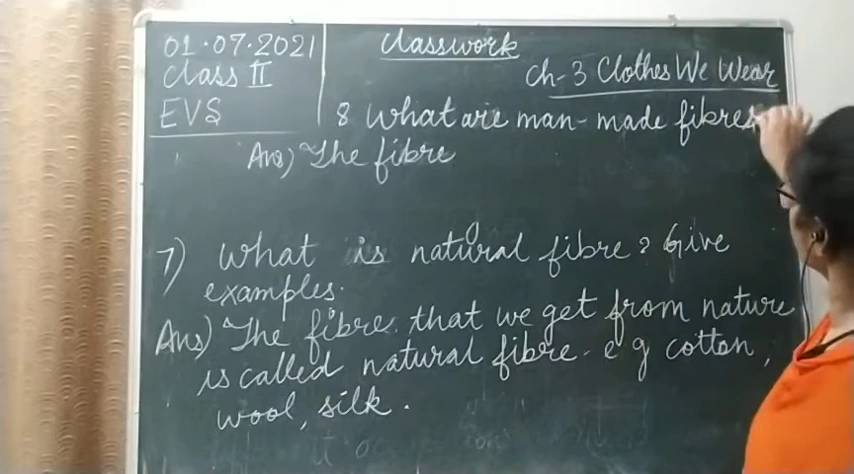 01.07.2021
Class II
EVS
Classwork
Ch-3 Clothes We Wear
8 What are man-made fibres
Ans) The fibre
7) What is natural fibre? Give
examples.
Ans) The fibre that we get from nature
is called natural fibre. e g cotton,
wool, silk.